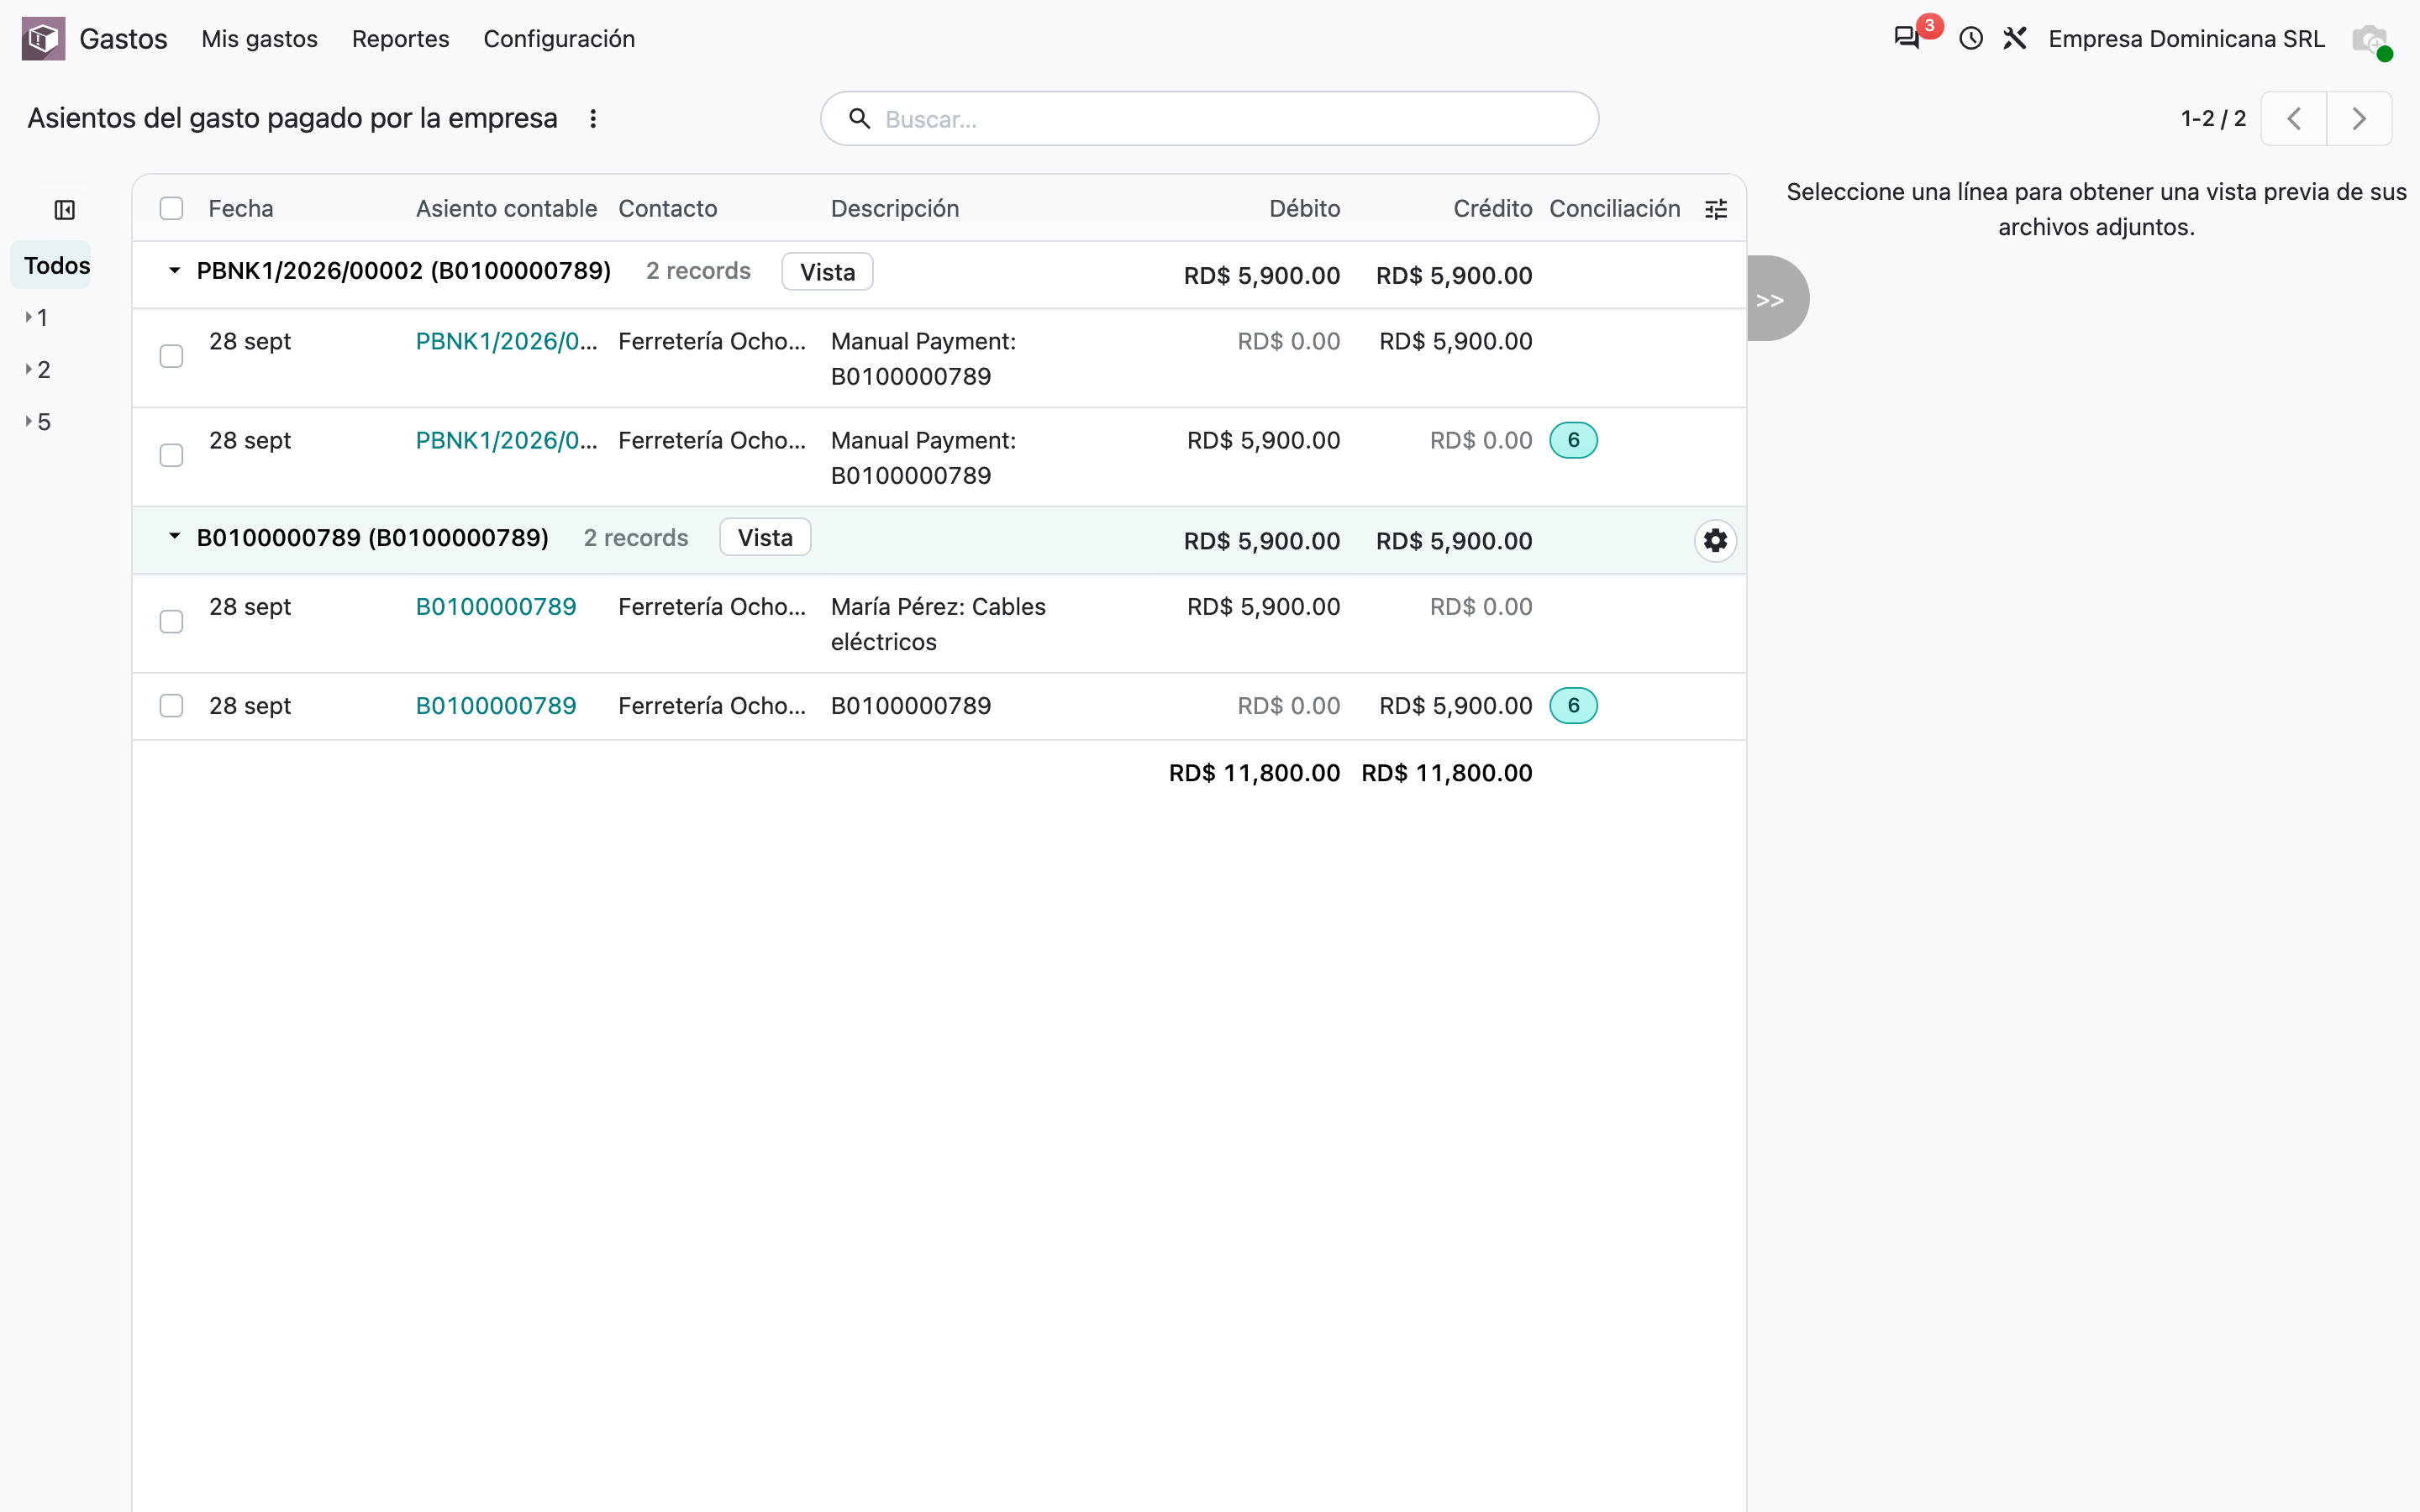 Gastos Mis gastos Reportes Configuración 3 Empresa Dominicana SRL
Asientos del gasto pagado por la empresa Buscar... 1-2 / 2
Fecha Asiento contable Contacto Descripción Débito Crédito Conciliación
Seleccione una línea para obtener una vista previa de sus
archivos adjuntos.
Todos
1
2
5
PBNK1/2026/00002 (B0100000789) 2 records Vista RD$ 5,900.00 RD$ 5,900.00
>>
28 sept PBNK1/2026/0... Ferretería Ocho... Manual Payment: RD$ 0.00 RD$ 5,900.00
B0100000789
28 sept PBNK1/2026/0... Ferretería Ocho... Manual Payment: RD$ 5,900.00 RD$ 0.00 6
B0100000789
B0100000789 (B0100000789) 2 records Vista RD$ 5,900.00 RD$ 5,900.00
28 sept B0100000789 Ferretería Ocho... María Pérez: Cables RD$ 5,900.00 RD$ 0.00
eléctricos
28 sept B0100000789 Ferretería Ocho... B0100000789 RD$ 0.00 RD$ 5,900.00 6
RD$ 11,800.00 RD$ 11,800.00